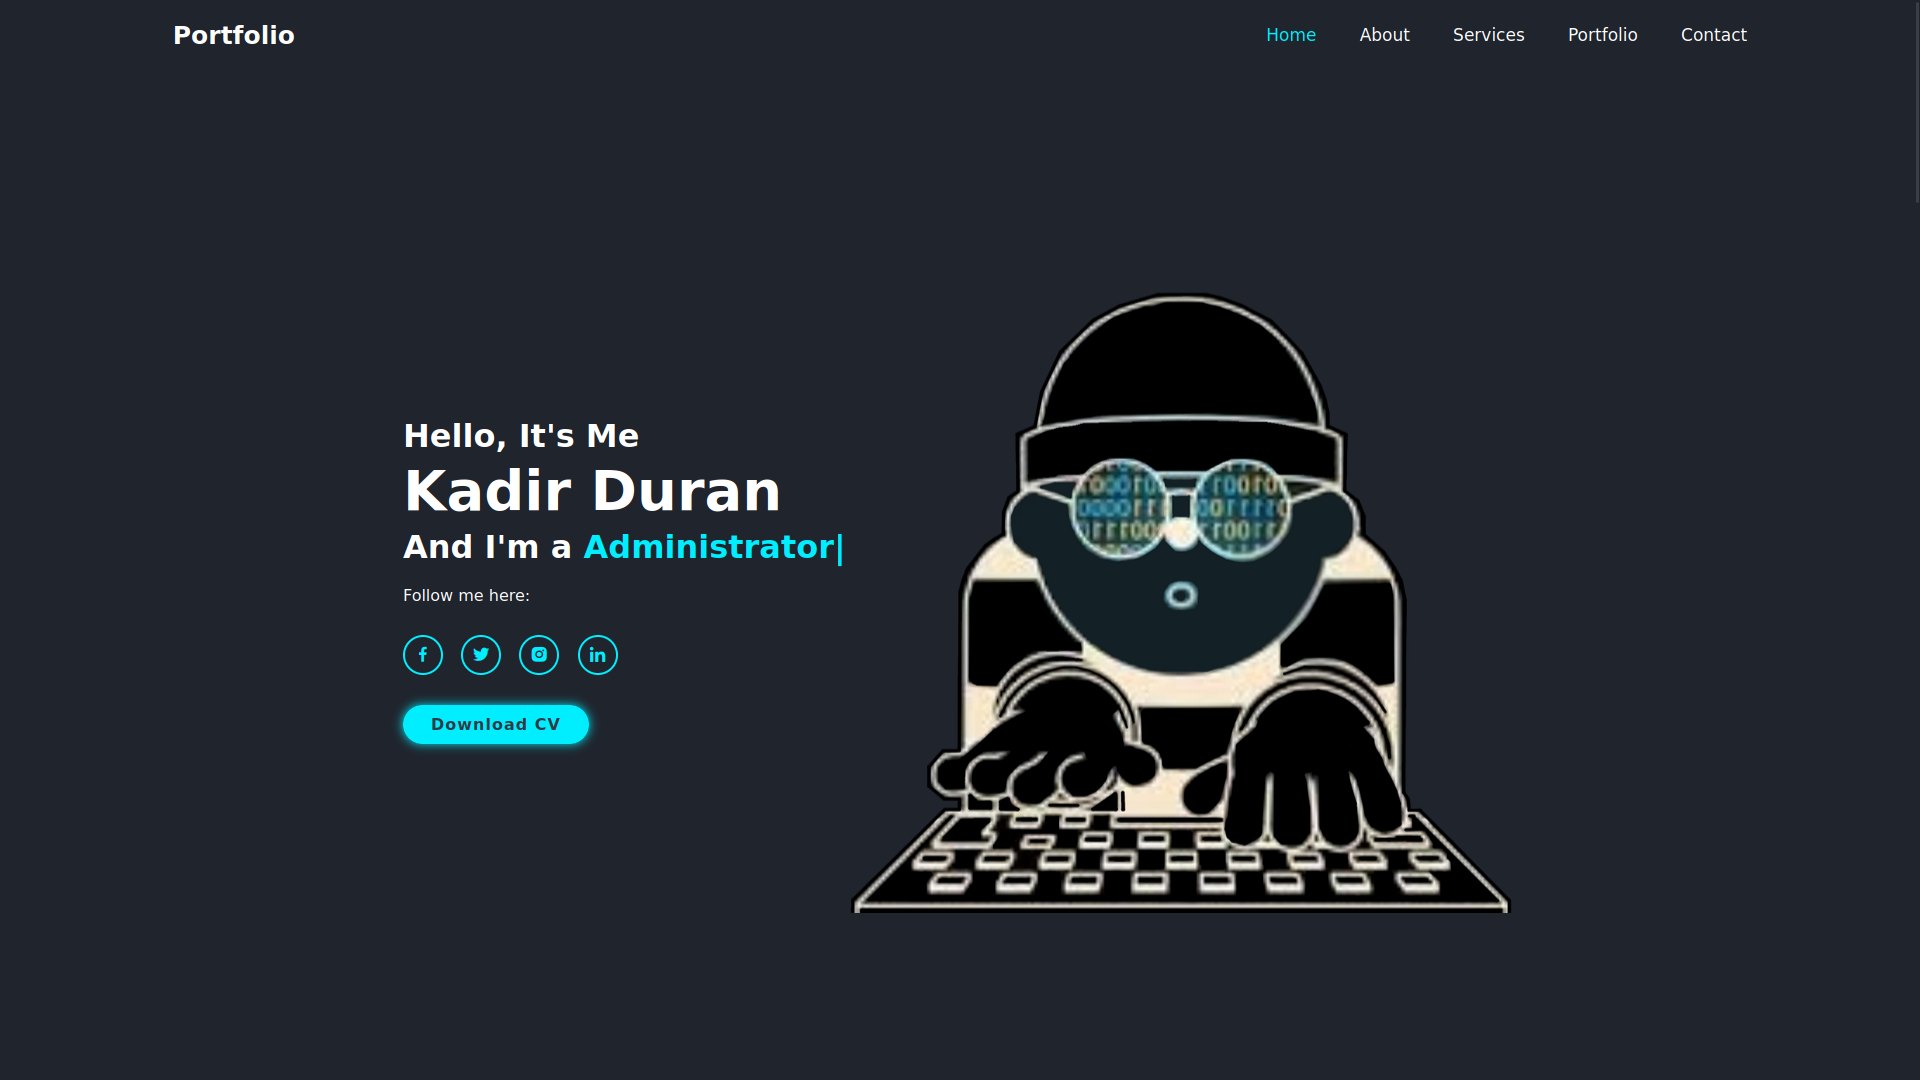 Portfolio
Home About Services Portfolio Contact
Hello, It's Me
Kadir Duran
And I'm a Administrator|
Follow me here:
Download CV